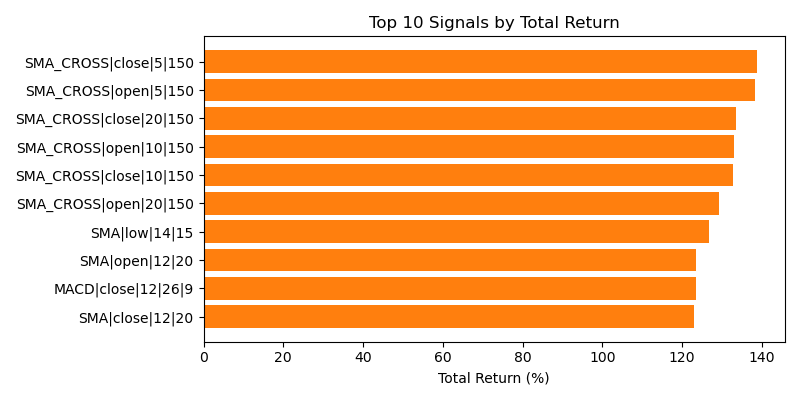 Top 10 Signals by Total Return
SMA_CROSS|close|5|150
SMA_CROSS|open|5|150
SMA_CROSS|close|20|150
SMA_CROSS|open|10|150
SMA_CROSS|close|10|150
SMA_CROSS|open|20|150
SMA|low|14|15
SMA|open|12|20
MACD|close|12|26|9
SMA|close|12|20
0 20 40 60 80 100 120 140
Total Return (%)